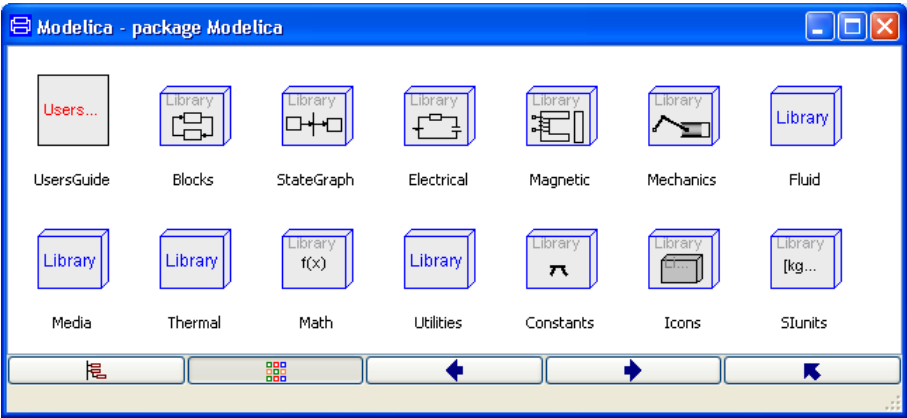 Modelica - package Modelica
Users...
Library
Library
Library
Library
Library
Library
UsersGuide
Blocks
StateGraph
Electrical
Magnetic
Mechanics
Fluid
Library
Library
Library
f(x)
Library
Library
Library
Li...
Library
[kg...
Media
Thermal
Math
Utilities
Constants
Icons
SIunits